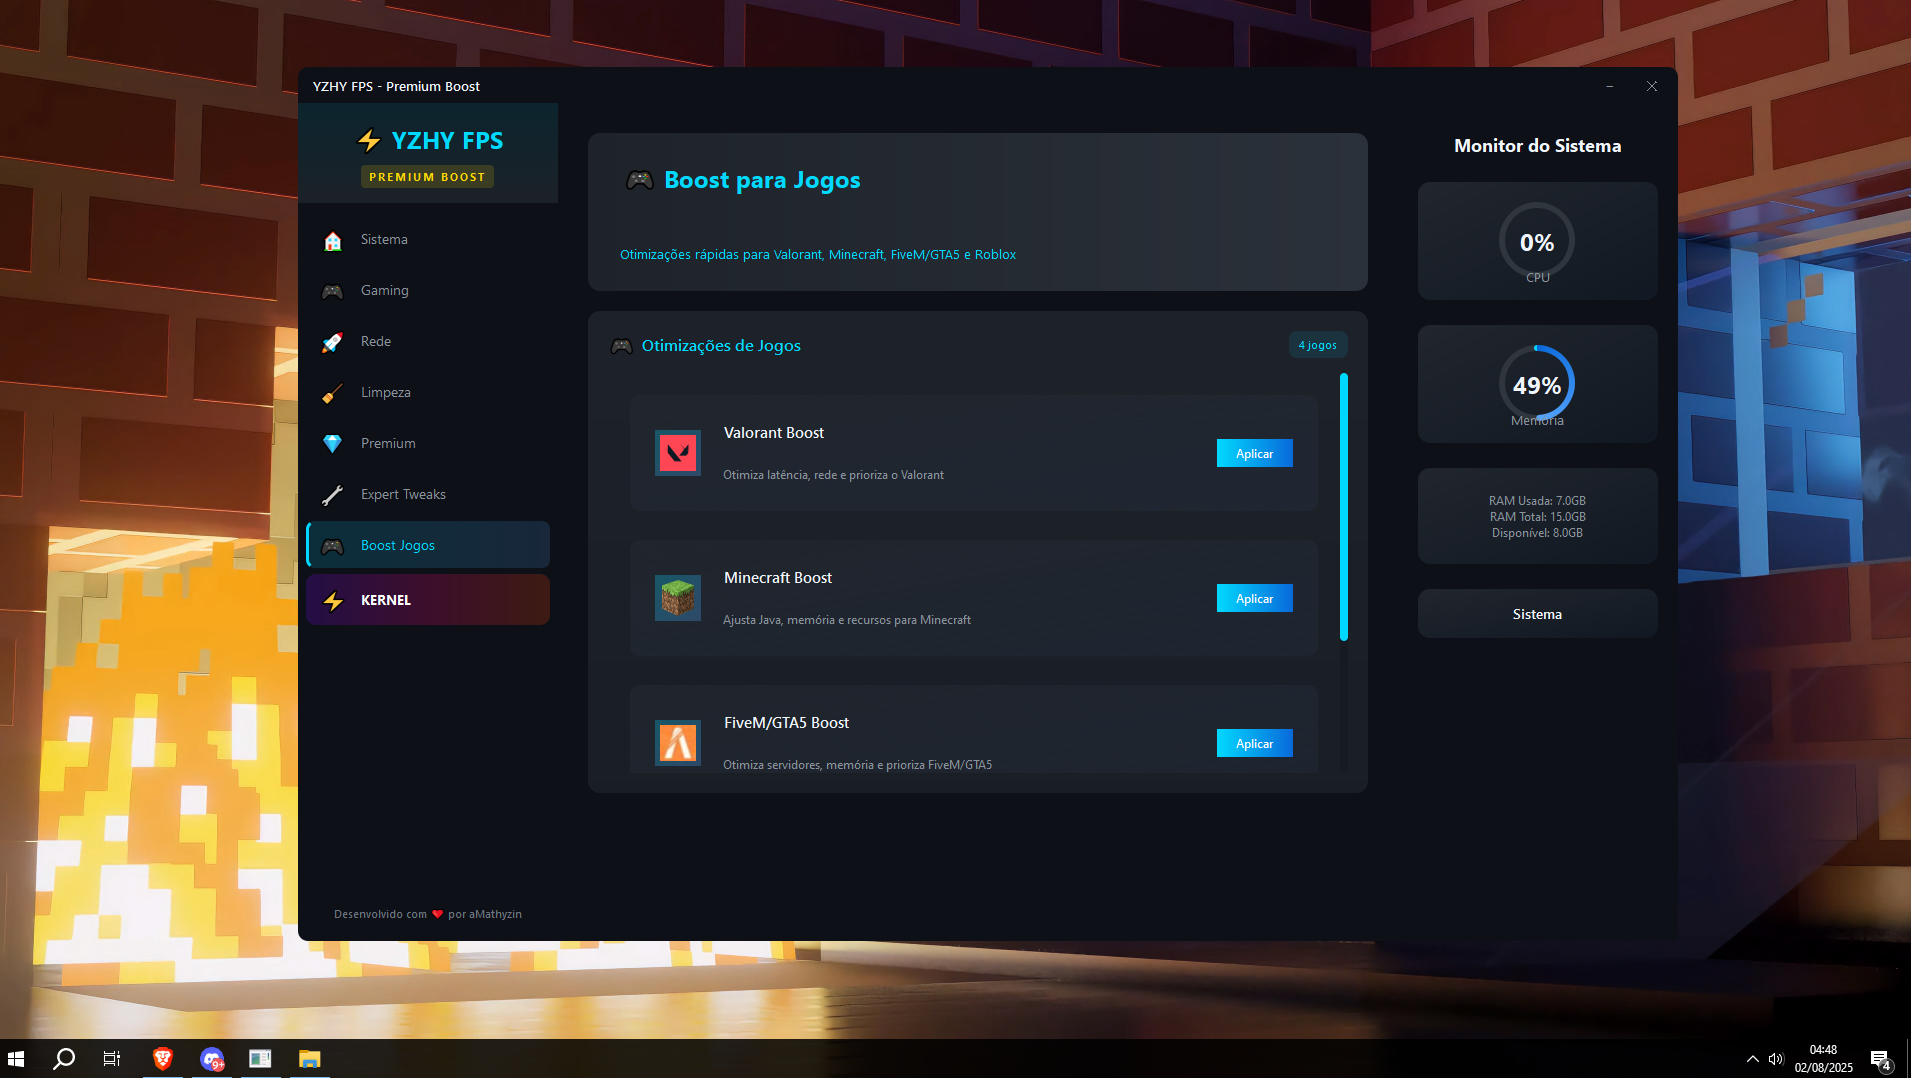 YZHY FPS - Premium Boost
YZHY FPS
PREMIUM BOOST
Sistema
Gaming
Rede
Limpeza
Premium
Expert Tweaks
Boost Jogos
KERNEL
Desenvolvido com ❤ por aMathyzin
Boost para Jogos
Otimizações rápidas para Valorant, Minecraft, FiveM/GTA5 e Roblox
Otimizações de Jogos
4 jogos
Valorant Boost
Otimiza latência, rede e prioriza o Valorant
Aplicar
Minecraft Boost
Ajusta Java, memória e recursos para Minecraft
Aplicar
FiveM/GTA5 Boost
Otimiza servidores, memória e prioriza FiveM/GTA5
Aplicar
Monitor do Sistema
0%
CPU
49%
Memória
RAM Usada: 7.0GB
RAM Total: 15.0GB
Disponível: 8.0GB
Sistema
9+
04:48
02/08/2025
4